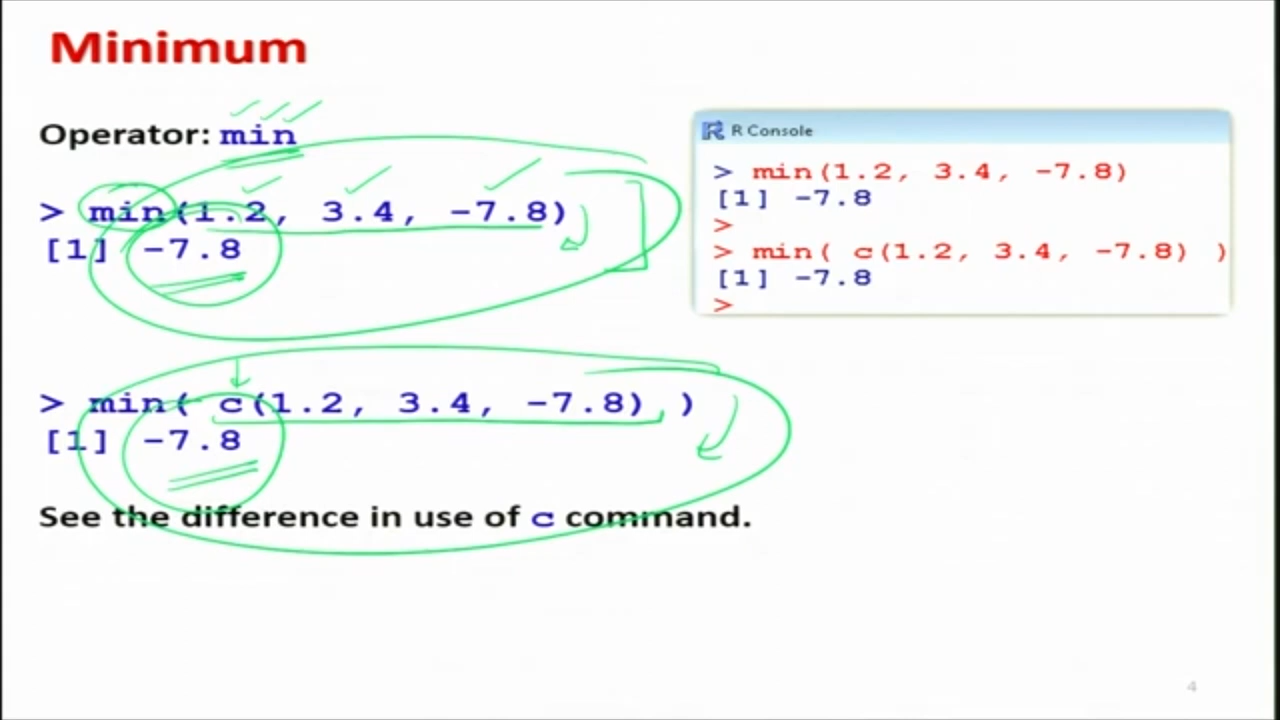 Minimum
Operator: min
> min(1.2, 3.4, -7.8)
[1] -7.8
> min( c(1.2, 3.4, -7.8) )
[1] -7.8
See the difference in use of c command.
R Console
> min(1.2, 3.4, -7.8)
[1] -7.8
>
> min( c(1.2, 3.4, -7.8) )
[1] -7.8
>
4